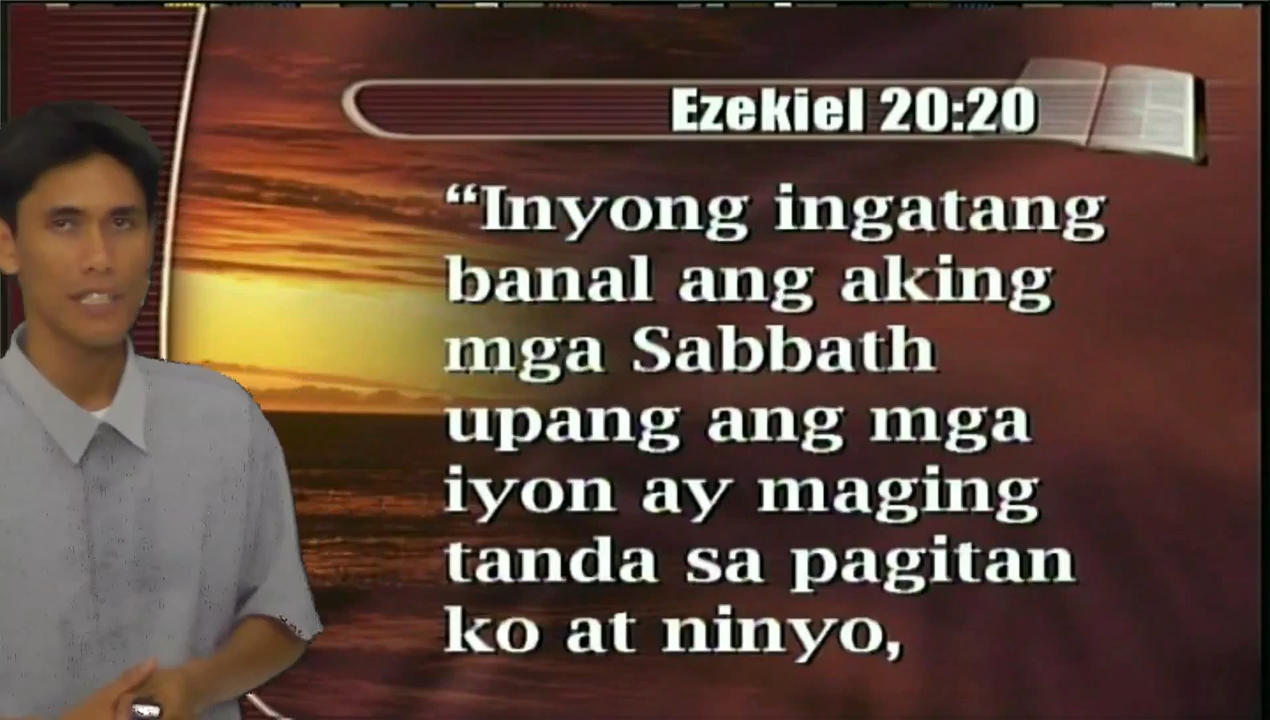 Ezekiel 20:20
“Inyong ingatang
banal ang aking
mga Sabbath
upang ang mga
iyon ay maging
tanda sa pagitan
ko at ninyo,